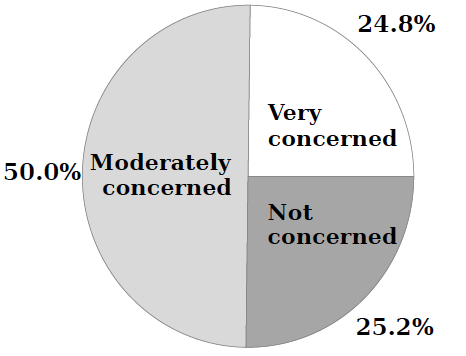 24.8%
Very
concerned
50.0%
Moderately
concerned
Not
concerned
25.2%